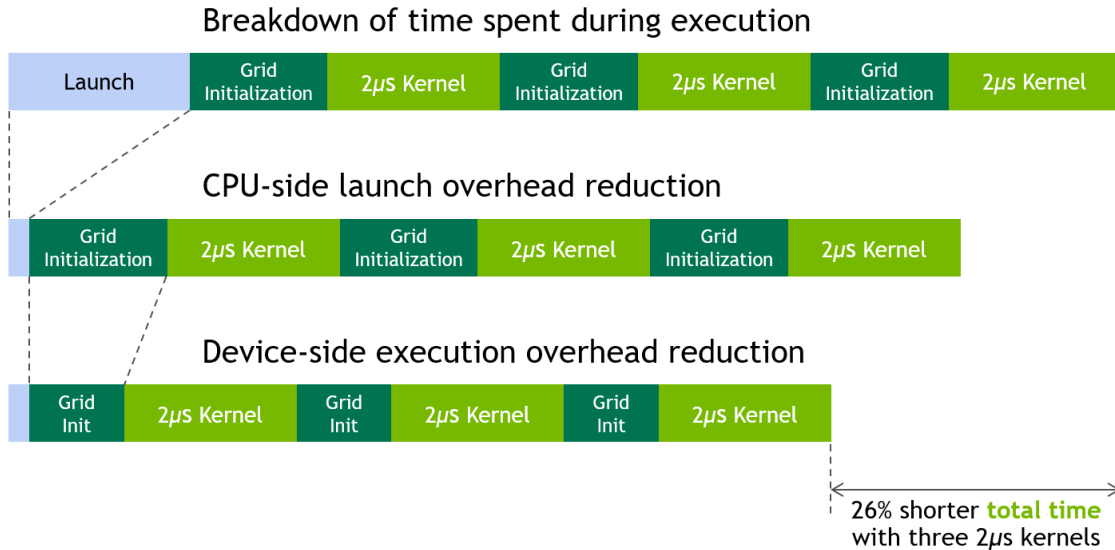 Breakdown of time spent during execution
Launch
Grid
Initialization
2µs Kernel
Grid
Initialization
2µs Kernel
Grid
Initialization
2µs Kernel
CPU-side launch overhead reduction
Grid
Initialization
2µs Kernel
Grid
Initialization
2µs Kernel
Grid
Initialization
2µs Kernel
Device-side execution overhead reduction
Grid
Init
2µs Kernel
Grid
Init
2µs Kernel
Grid
Init
2µs Kernel
26% shorter total time
with three 2µs kernels